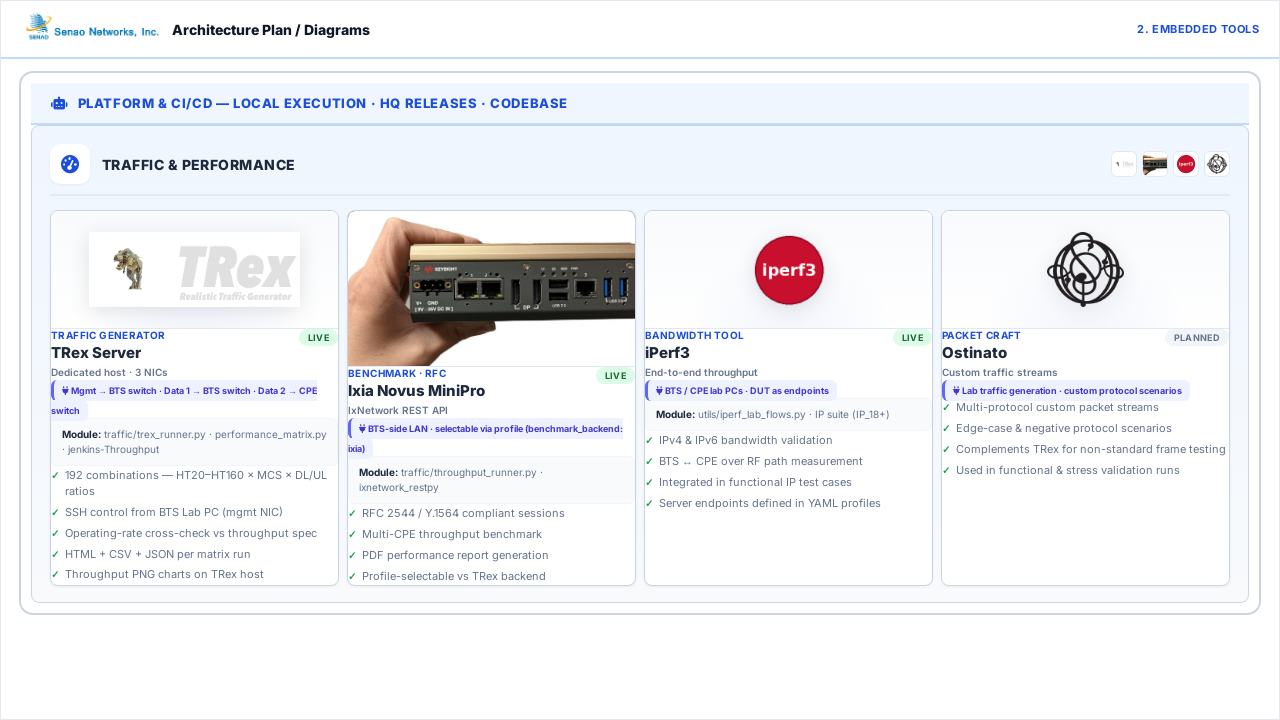 SENAO
Senao Networks, Inc.
Architecture Plan / Diagrams
2. EMBEDDED TOOLS
PLATFORM & CI/CD — LOCAL EXECUTION · HQ RELEASES · CODEBASE
TRAFFIC & PERFORMANCE
TRex
iperf3
TRex
Realistic Traffic Generator
TRAFFIC GENERATOR
LIVE
TRex Server
Dedicated host · 3 NICs
Mgmt → BTS switch · Data 1 → BTS switch · Data 2 → CPE
switch
Module: traffic/trex_runner.py · performance_matrix.py
· jenkins-Throughput
✓ 192 combinations — HT20–HT160 × MCS × DL/UL
ratios
✓ SSH control from BTS Lab PC (mgmt NIC)
✓ Operating-rate cross-check vs throughput spec
✓ HTML + CSV + JSON per matrix run
✓ Throughput PNG charts on TRex host
KEYSIGHT
V+ GND
[ 9V - 36V DC IN ]
DP
BENCHMARK · RFC
LIVE
Ixia Novus MiniPro
IxNetwork REST API
BTS-side LAN · selectable via profile (benchmark_backend:
ixia)
Module: traffic/throughput_runner.py ·
ixnetwork_restpy
✓ RFC 2544 / Y.1564 compliant sessions
✓ Multi-CPE throughput benchmark
✓ PDF performance report generation
✓ Profile-selectable vs TRex backend
iperf3
BANDWIDTH TOOL
LIVE
iPerf3
End-to-end throughput
BTS / CPE lab PCs · DUT as endpoints
Module: utils/iperf_lab_flows.py · IP suite (IP_18+)
✓ IPv4 & IPv6 bandwidth validation
✓ BTS ↔ CPE over RF path measurement
✓ Integrated in functional IP test cases
✓ Server endpoints defined in YAML profiles
PACKET CRAFT
PLANNED
Ostinato
Custom traffic streams
Lab traffic generation · custom protocol scenarios
✓ Multi-protocol custom packet streams
✓ Edge-case & negative protocol scenarios
✓ Complements TRex for non-standard frame testing
✓ Used in functional & stress validation runs